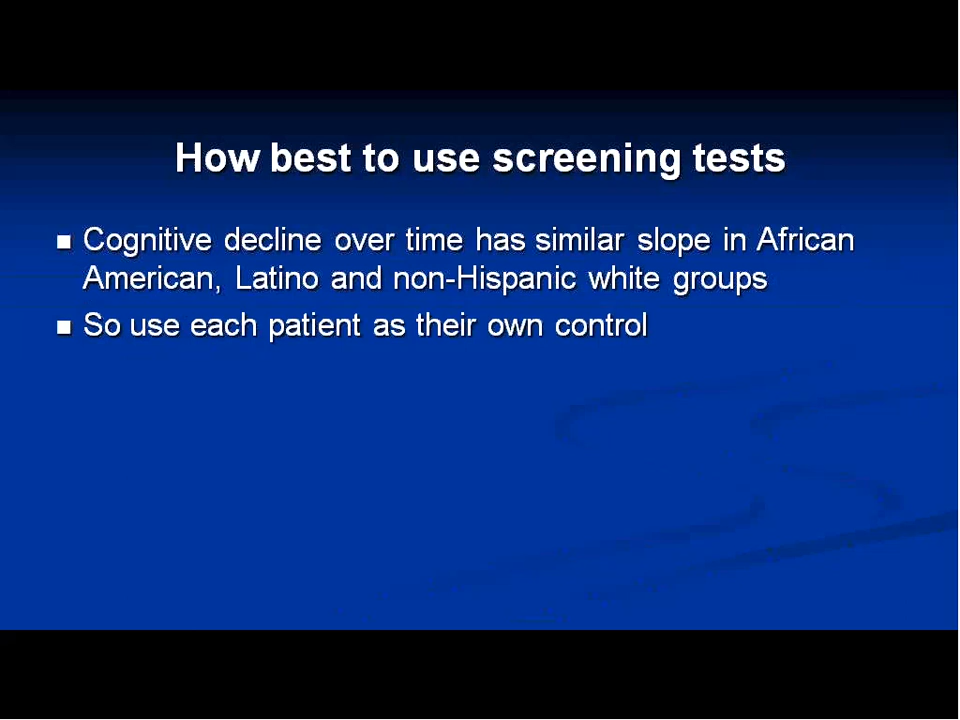 How best to use screening tests
Cognitive decline over time has similar slope in African
American, Latino and non-Hispanic white groups
So use each patient as their own control